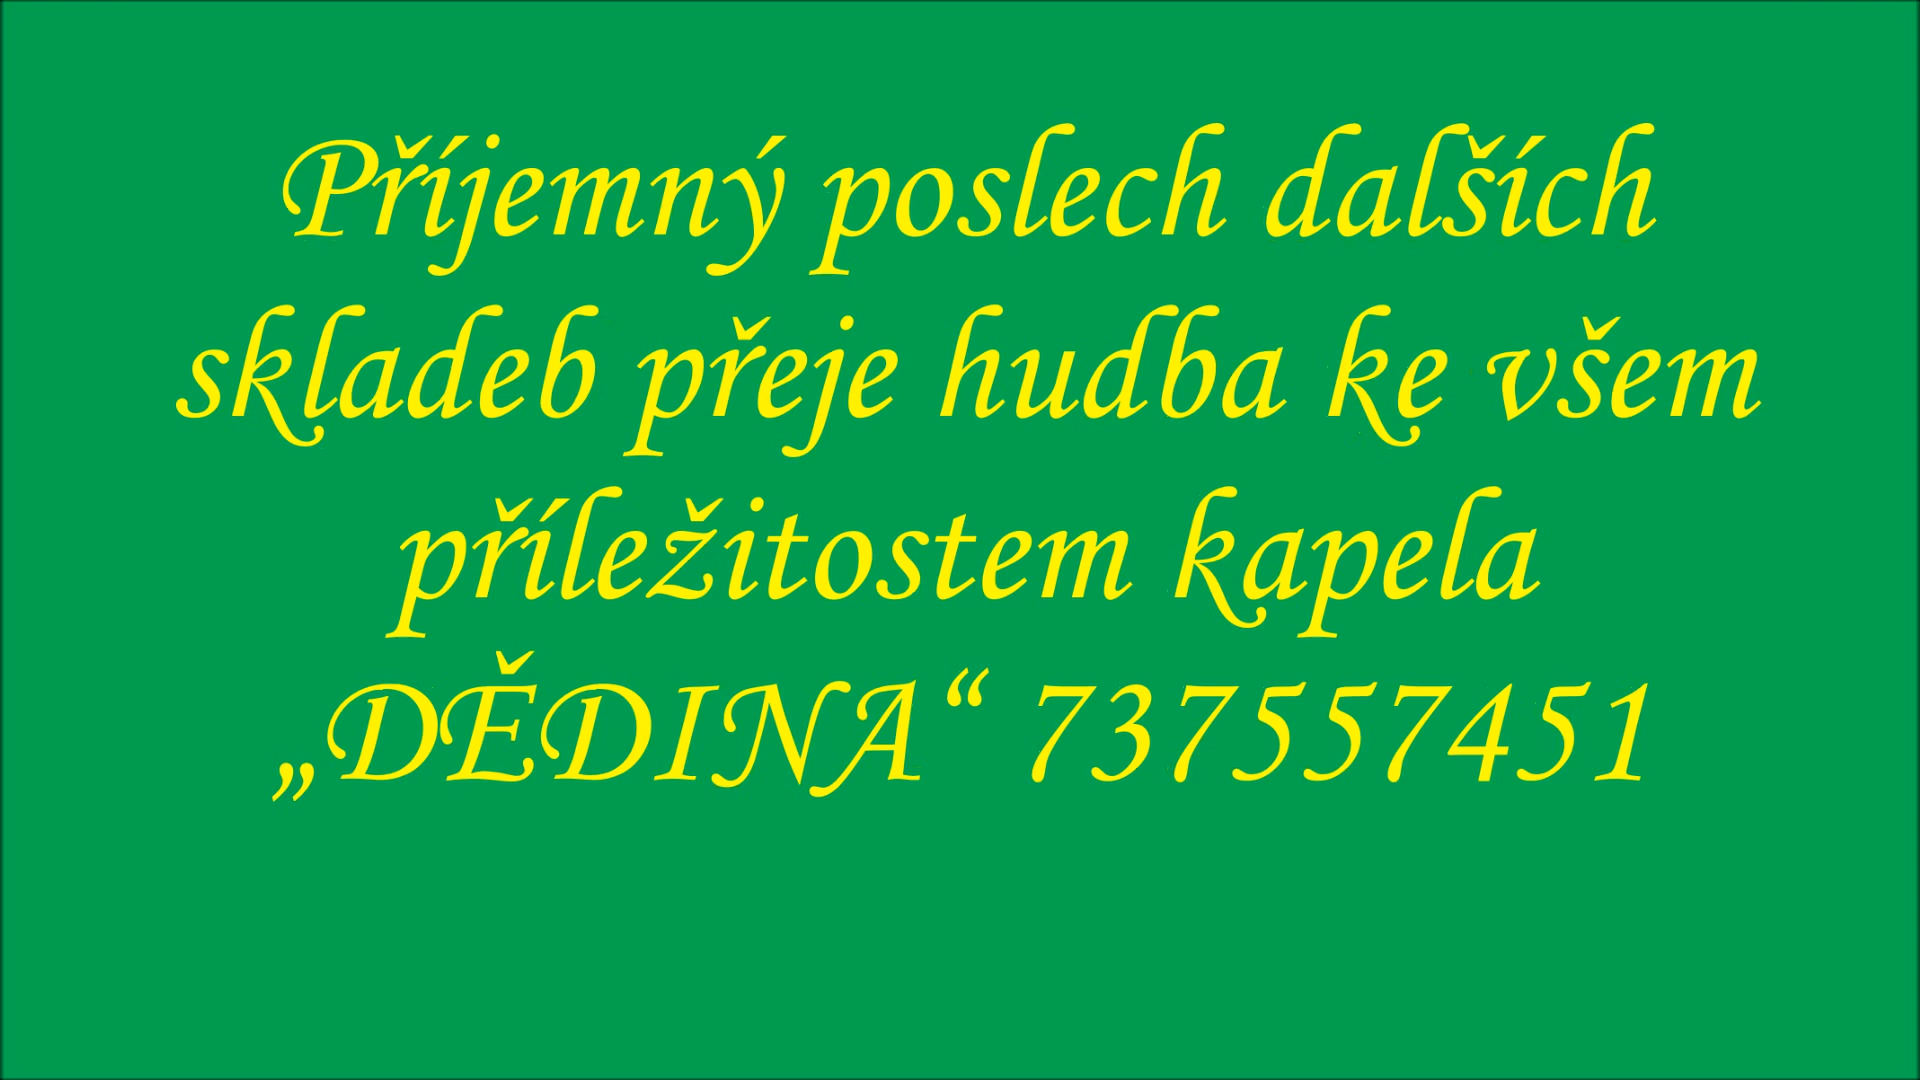 Příjemný poslech dalších
skladeb přeje hudba ke všem
příležitostem kapela
„DĚDINA“ 737557451